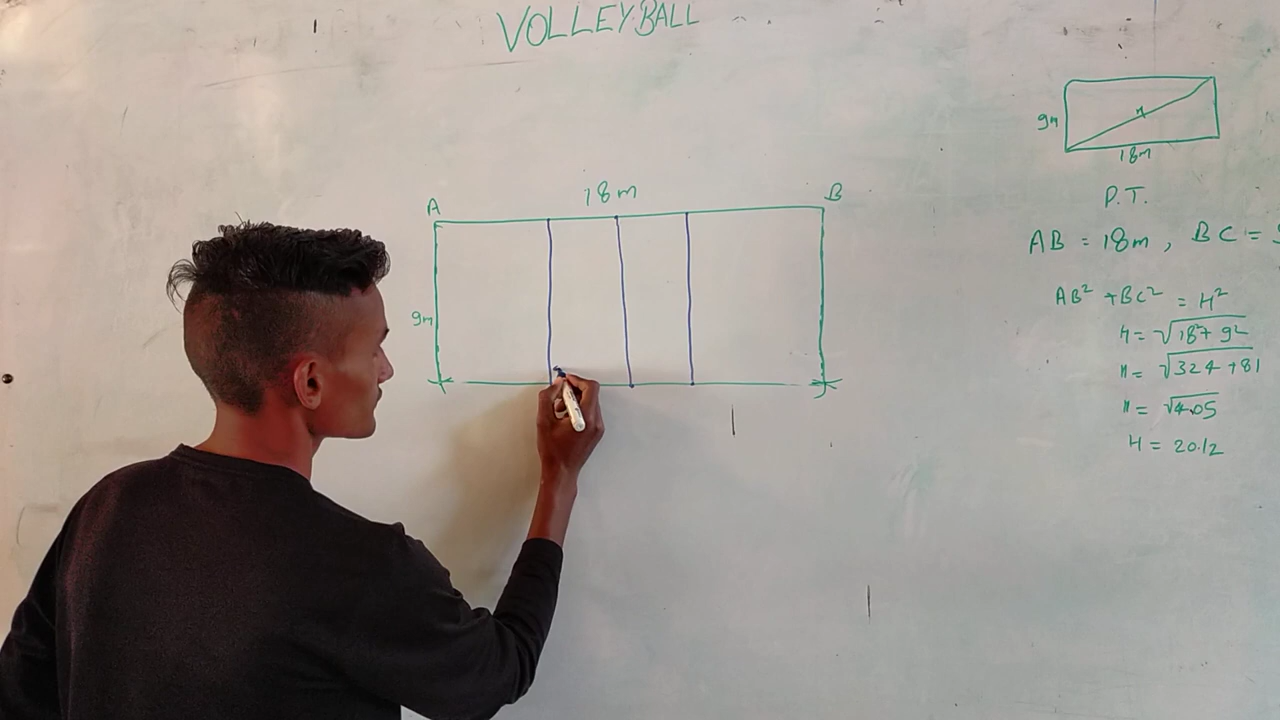 VOLLEYBALL
9m
18m
P.T.
A
18m
B
9m
AB = 18m, BC =
AB² + BC² = H²
H = √18² + 9²
H = √324 + 81
H = √405
H = 20.12